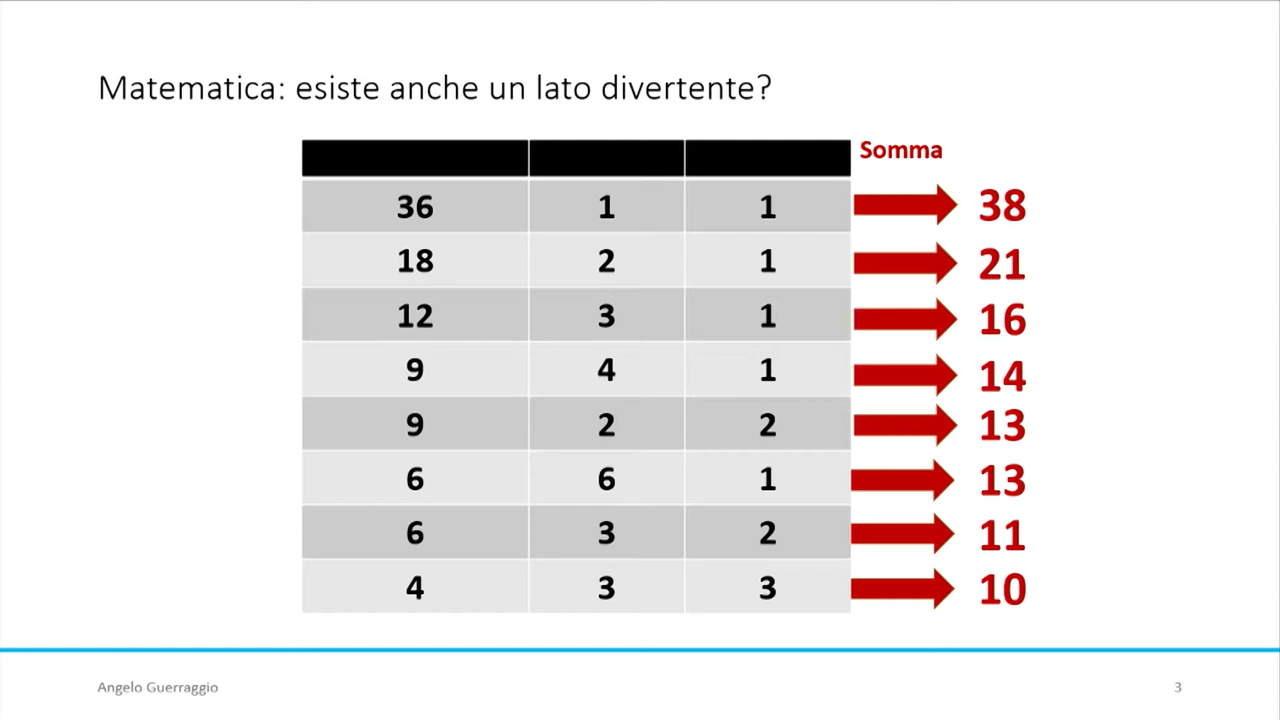 Matematica: esiste anche un lato divertente?
Somma
36 1 1 38
18 2 1 21
12 3 1 16
9 4 1 14
9 2 2 13
6 6 1 13
6 3 2 11
4 3 3 10
Angelo Guerraggio 3